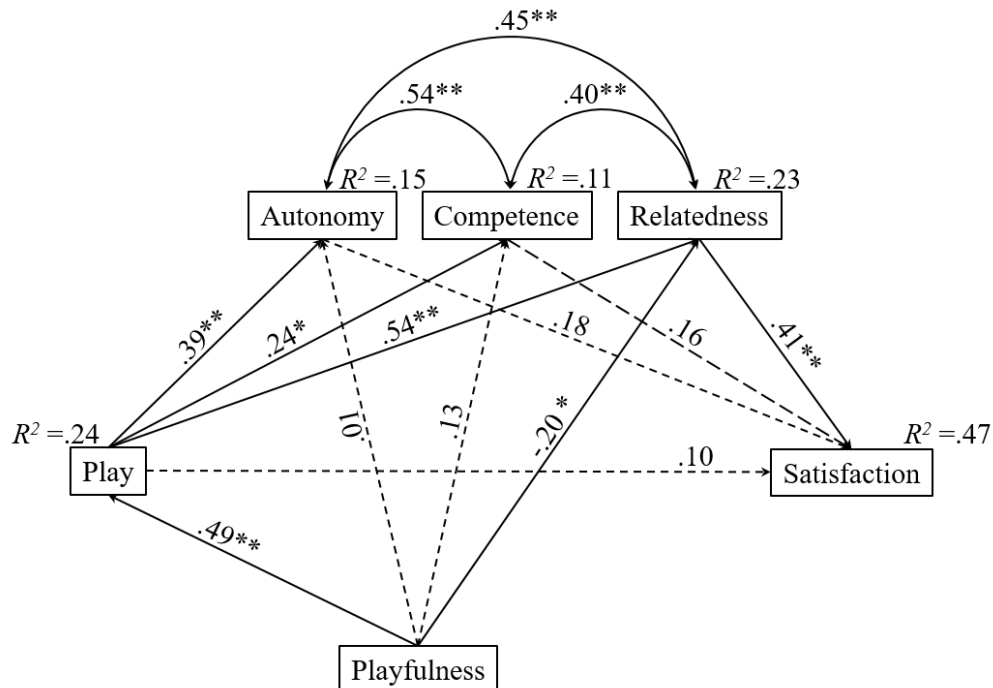 .45**
.54**
.40**
R² =.15
R² =.11
R² =.23
Autonomy
Competence
Relatedness
.39**
.24*
.54**
.18
.16
.41**
.01
.13
-.20 *
R² =.24
R² =.47
Play
.10
Satisfaction
.49**
Playfulness